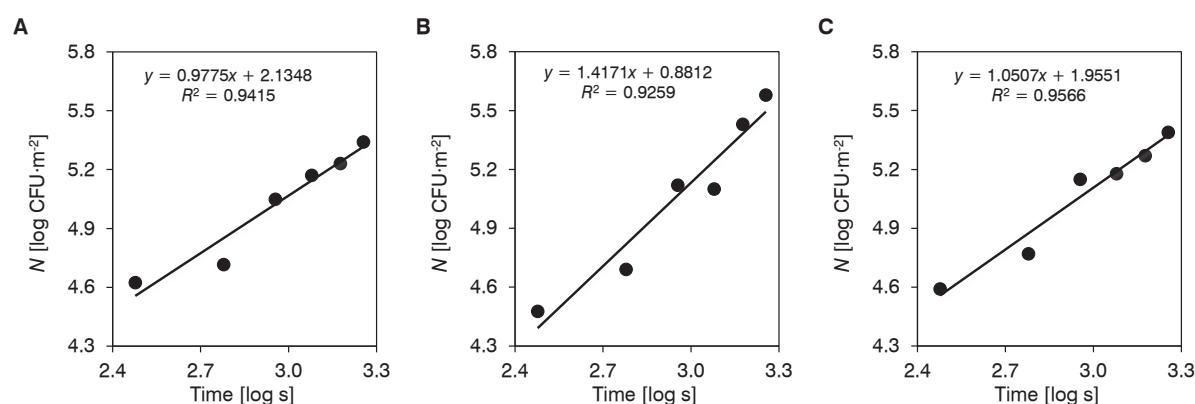 A
5.8
5.5
5.2
4.9
4.6
4.3
N [log CFU·m⁻²]
y = 0.9775x + 2.1348
R² = 0.9415
2.4 2.7 3.0 3.3
Time [log s]
B
5.8
5.5
5.2
4.9
4.6
4.3
N [log CFU·m⁻²]
y = 1.4171x + 0.8812
R² = 0.9259
2.4 2.7 3.0 3.3
Time [log s]
C
5.8
5.5
5.2
4.9
4.6
4.3
N [log CFU·m⁻²]
y = 1.0507x + 1.9551
R² = 0.9566
2.4 2.7 3.0 3.3
Time [log s]